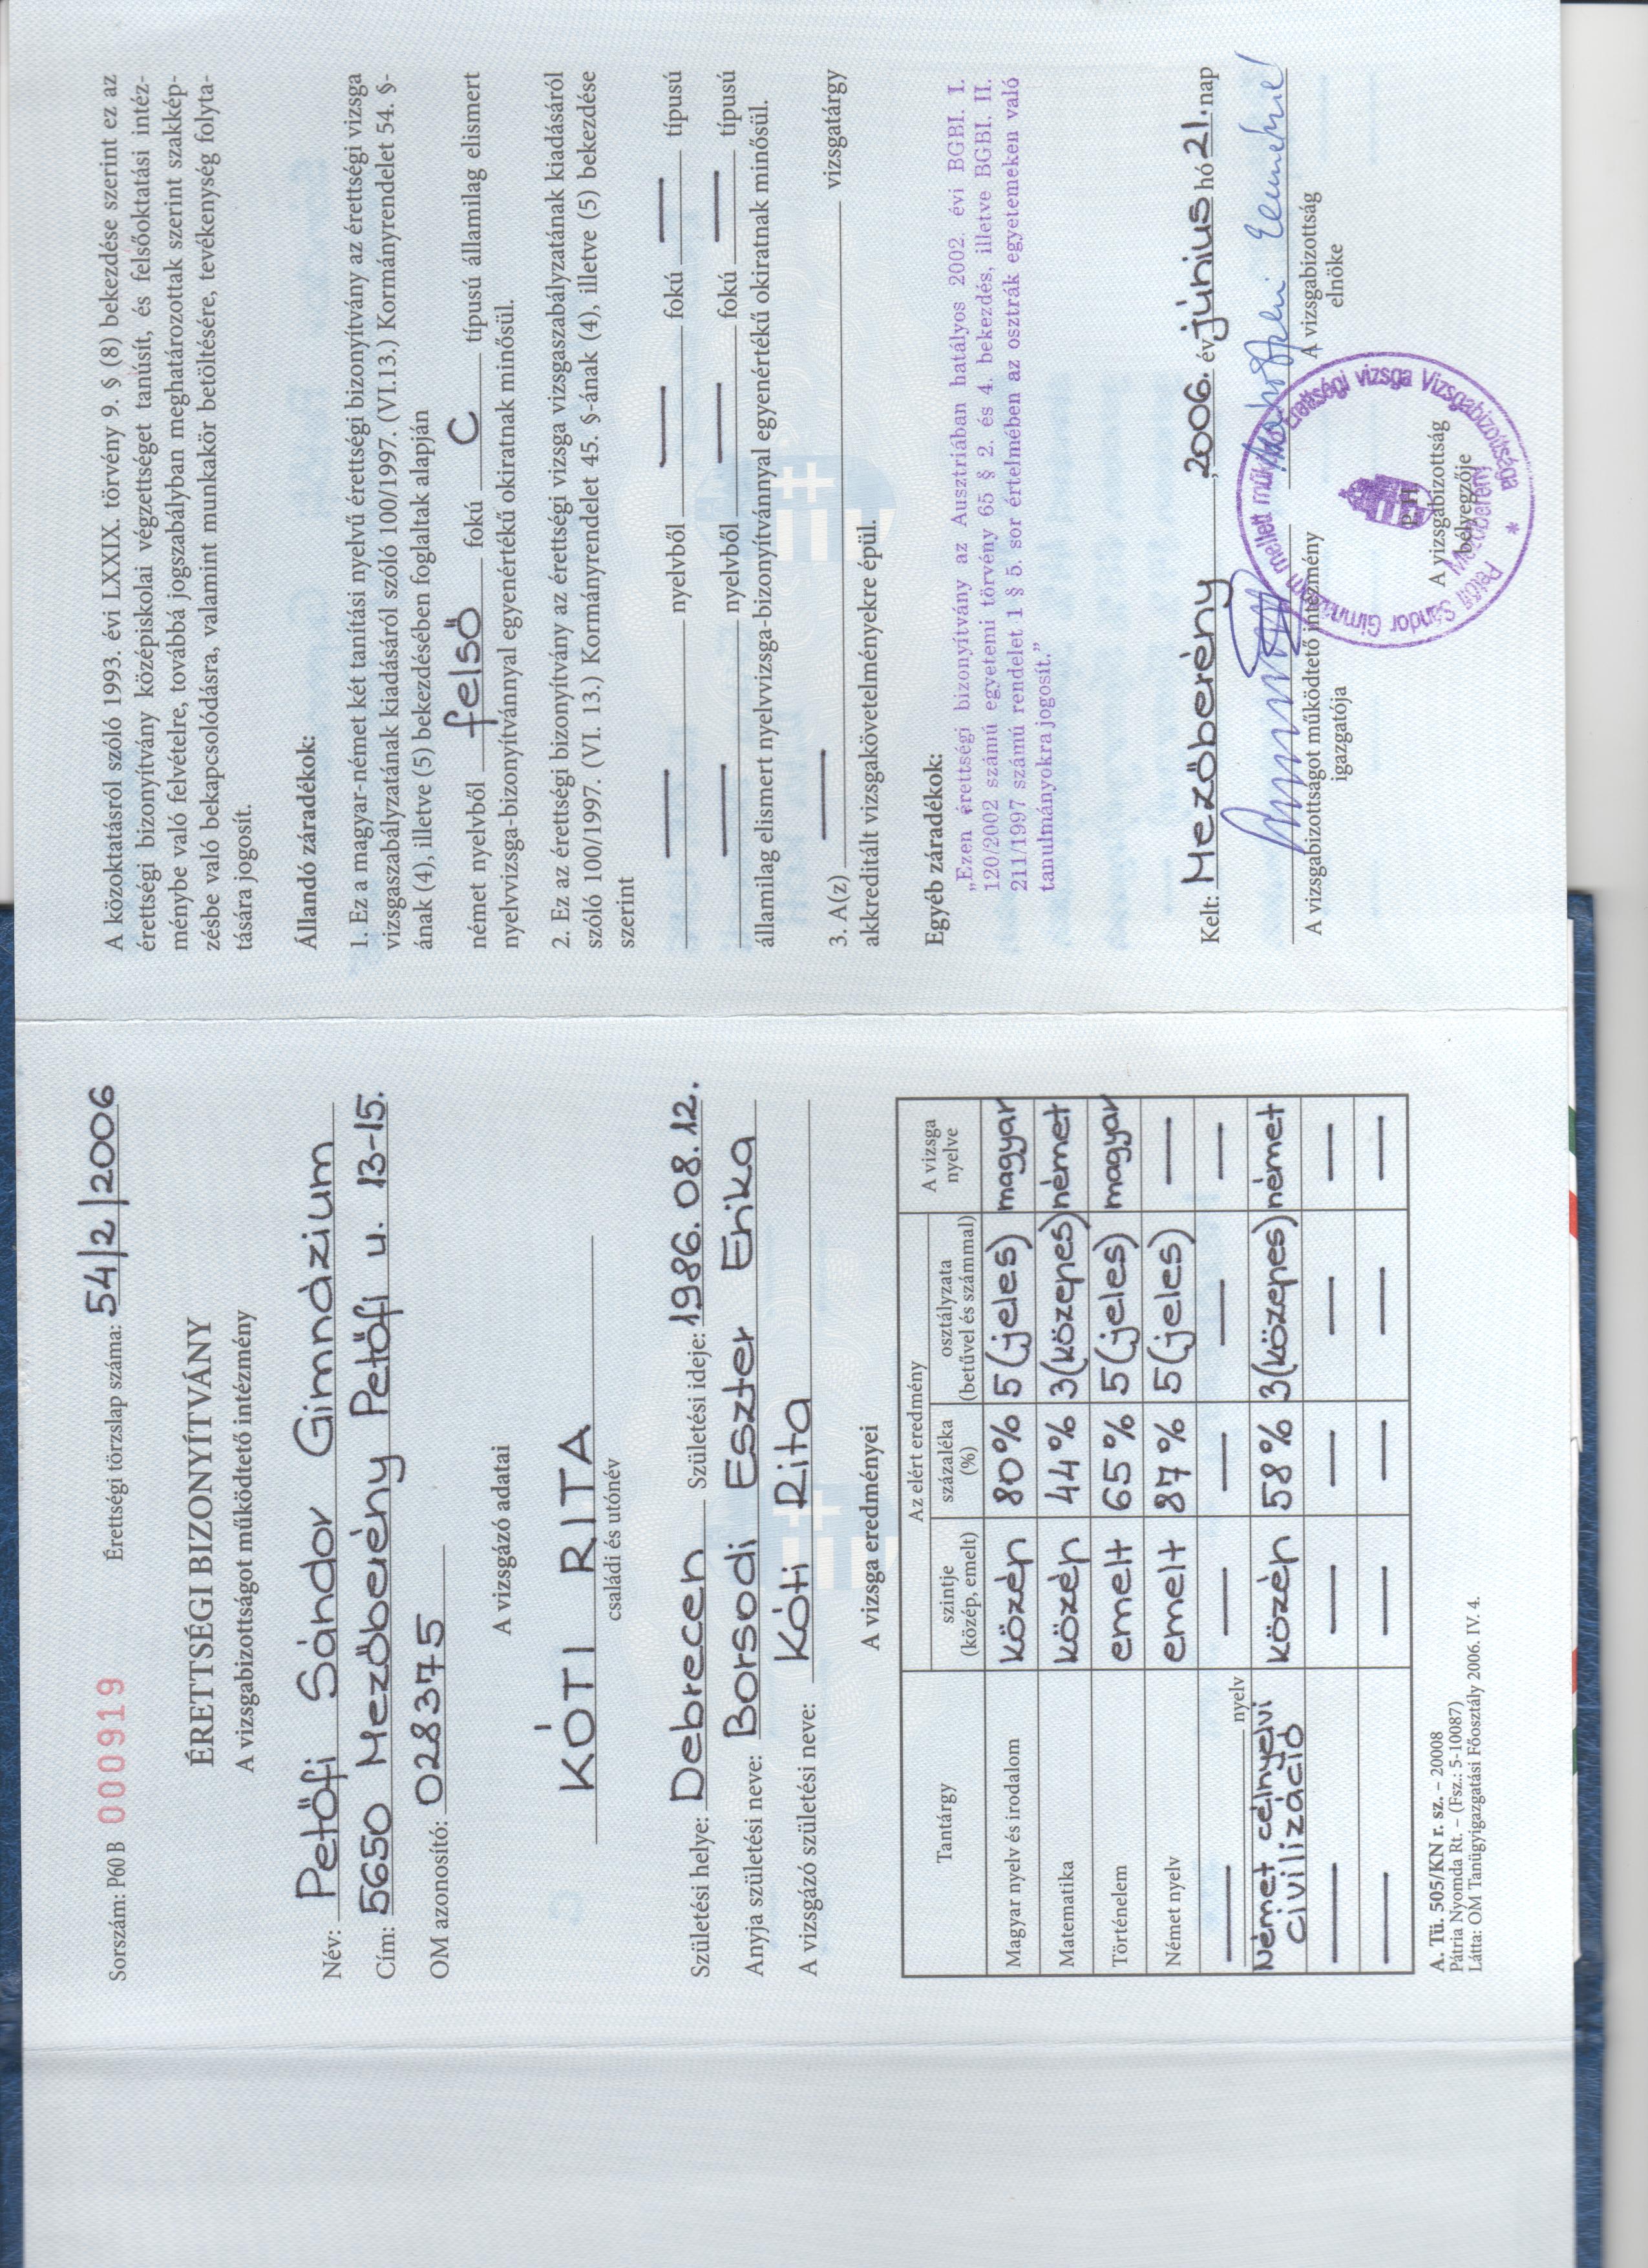 Sorszám: P60 B 000919 Érettségi törzslap száma: 54/2/2006
ÉRETTSÉGI BIZONYÍTVÁNY
A vizsgabizottságot működtető intézmény
Név: Petőfi Sándor Gimnázium
Cím: 5650 Mezőberény Petőfi u. 13-15.
OM azonosító: 028375
A vizsgázó adatai
KÓTI RITA
családi és utónév
Születési helye: Debrecen Születési ideje: 1986. 08. 12.
Anyja születési neve: Borsodi Eszter Erika
A vizsgázó születési neve: Kóti Rita
A vizsga eredményei
Tantárgy Az elért eredmény A vizsga nyelve
szintje (közép, emelt) százaléka (%) osztályzata (betűvel és számmal)
Magyar nyelv és irodalom közép 80% 5 (jeles) magyar
Matematika közép 44% 3 (közepes) német
Történelem emelt 65% 5 (jeles) magyar
Német nyelv emelt 87% 5 (jeles) —
— nyelv — — — —
Német célnyelvi civilizáció közép 58% 3 (közepes) német
— — — — —
— — — — —
A. Tü. 505/KN r. sz. – 20008
Pátria Nyomda Rt. – (Fsz.: 5-10087)
Látta: OM Tanügyigazgatási Főosztály 2006. IV. 4.
A közoktatásról szóló 1993. évi LXXIX. törvény 9. § (8) bekezdése szerint ez az
érettségi bizonyítvány középiskolai végzettséget tanúsít, és felsőoktatási intéz-
ménybe való felvételre, továbbá jogszabályban meghatározottak szerint szakkép-
zésbe való bekapcsolódásra, valamint munkakör betöltésére, tevékenység folyta-
tására jogosít.
Állandó záradékok:
1. Ez a magyar-német két tanítási nyelvű érettségi bizonyítvány az érettségi vizsga
vizsgaszabályzatának kiadásáról szóló 100/1997. (VI.13.) Kormányrendelet 54. §-
ának (4), illetve (5) bekezdésében foglaltak alapján
német nyelvből felső fokú C típusú államilag elismert
nyelvvizsga-bizonyítvánnyal egyenértékű okiratnak minősül.
2. Ez az érettségi bizonyítvány az érettségi vizsga vizsgaszabályzatának kiadásáról
szóló 100/1997. (VI. 13.) Kormányrendelet 45. §-ának (4), illetve (5) bekezdése
szerint
— nyelvből — fokú — típusú
— nyelvből — fokú — típusú
államilag elismert nyelvvizsga-bizonyítvánnyal egyenértékű okiratnak minősül.
3. A(z) — vizsgatárgy
akkreditált vizsgakövetelményekre épül.
Egyéb záradékok:
„Ezen érettségi bizonyítvány az Ausztriában hatályos 2002. évi BGBI. I.
120/2002 számú egyetemi törvény 65 § 2. és 4. bekezdés, illetve BGBI. II.
211/1997 számú rendelet 1 § 5. sor értelmében az osztrák egyetemeken való
tanulmányokra jogosít.”
Kelt: Mezőberény, 2006. év június hó 21. nap
A vizsgabizottságot működtető intézmény
igazgatója
A vizsgabizottság
elnöke
P. H.
A vizsgabizottság
bélyegzője
Petőfi Sándor Gimnázium mellett működő érettségi vizsga Vizsgabizottsága * Mezőberény